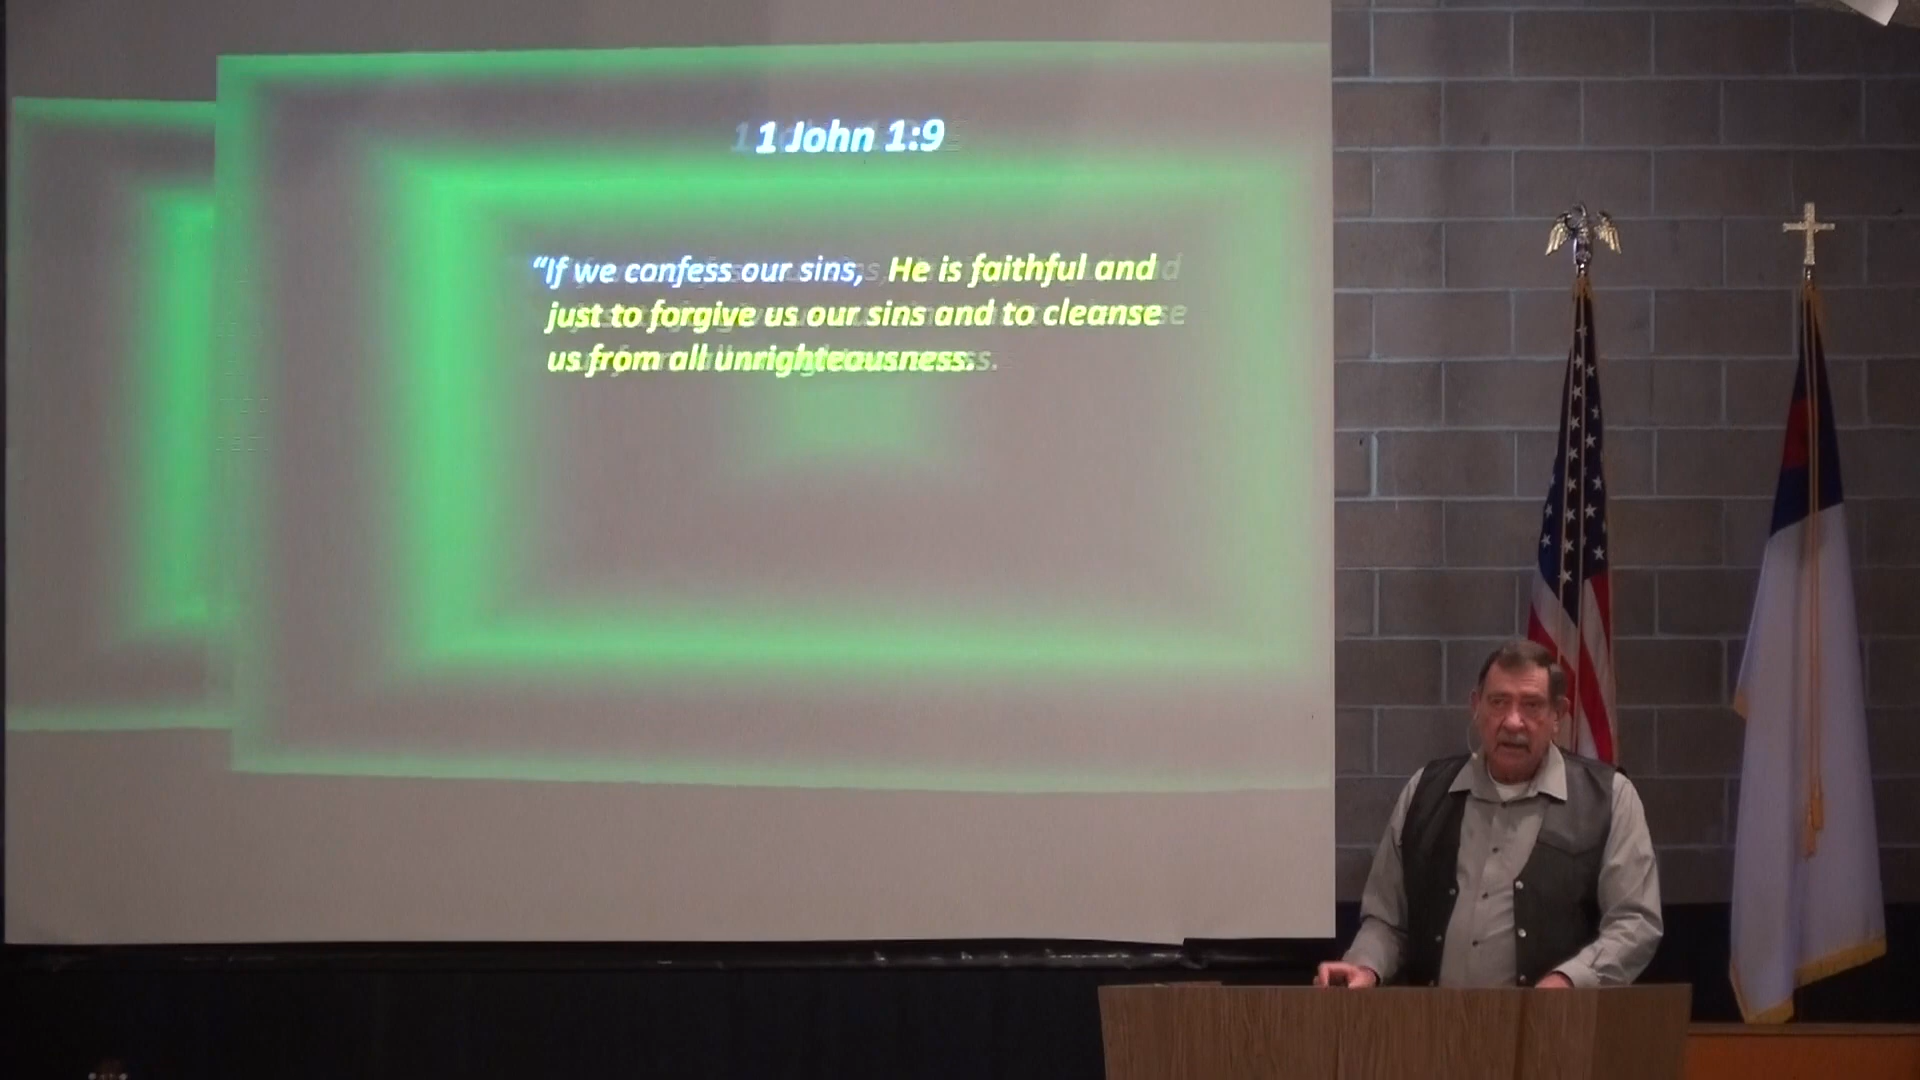 1 John 1:9
“If we confess our sins, He is faithful and
just to forgive us our sins and to cleanse
us from all unrighteousness.